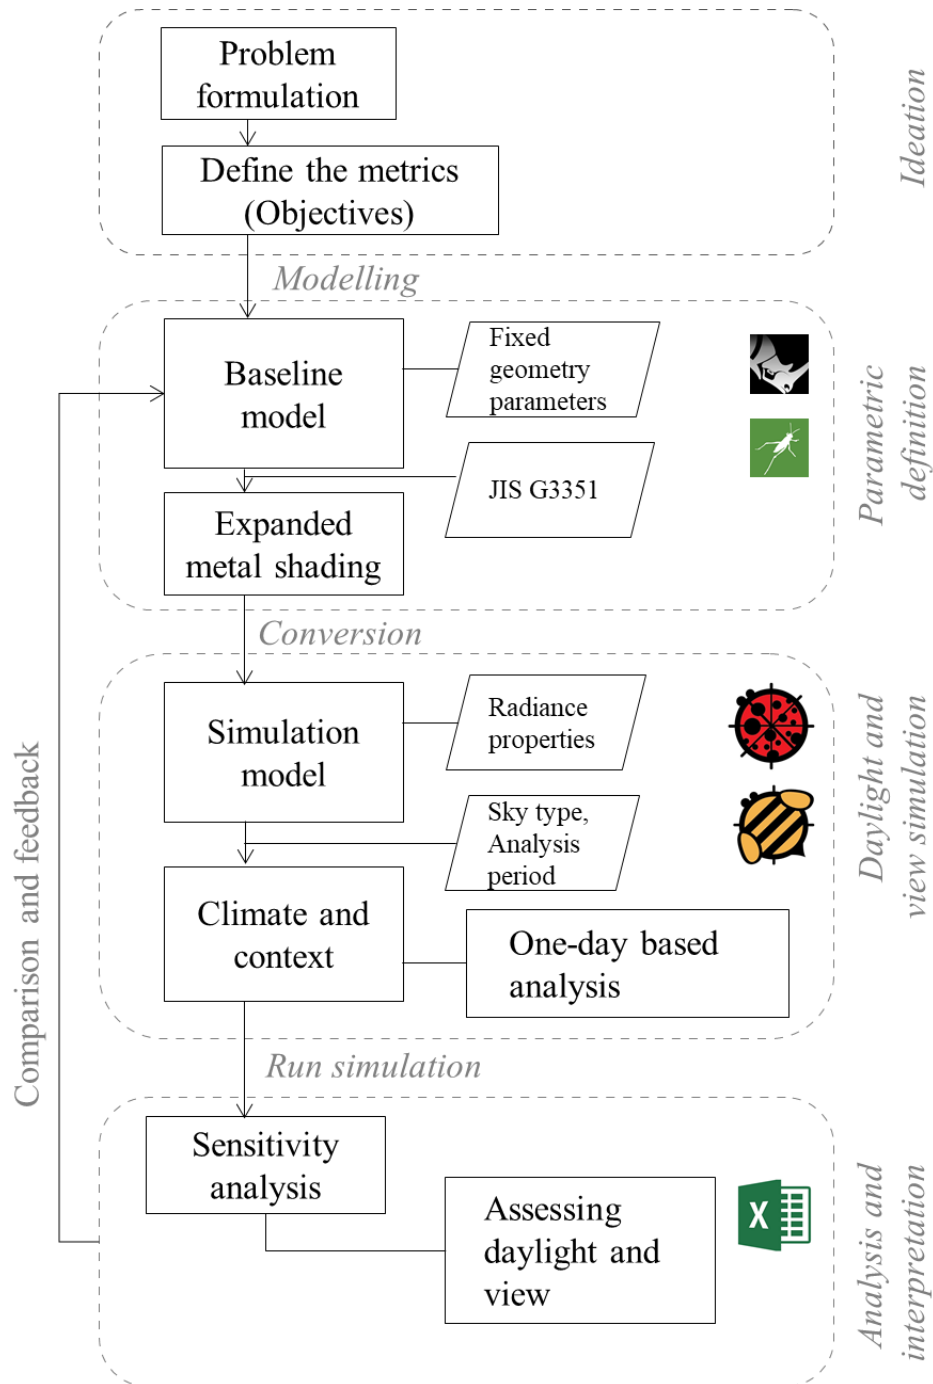 Problem
formulation
Define the metrics
(Objectives)
Ideation
Modelling
Baseline
model
Fixed
geometry
parameters
JIS G3351
Expanded
metal shading
Parametric
definition
Conversion
Simulation
model
Radiance
properties
Sky type,
Analysis
period
Climate and
context
One-day based
analysis
Daylight and
view simulation
Run simulation
Sensitivity
analysis
Assessing
daylight and
view
X
Analysis and
interpretation
Comparison and feedback